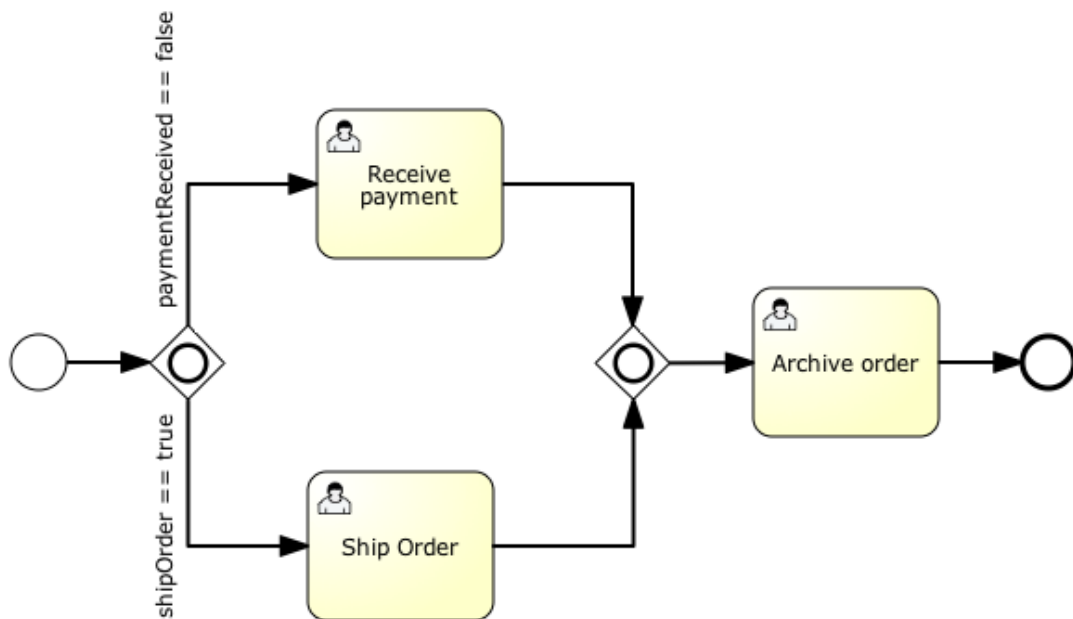 paymentReceived == false
Receive
payment
Archive order
shipOrder == true
Ship Order